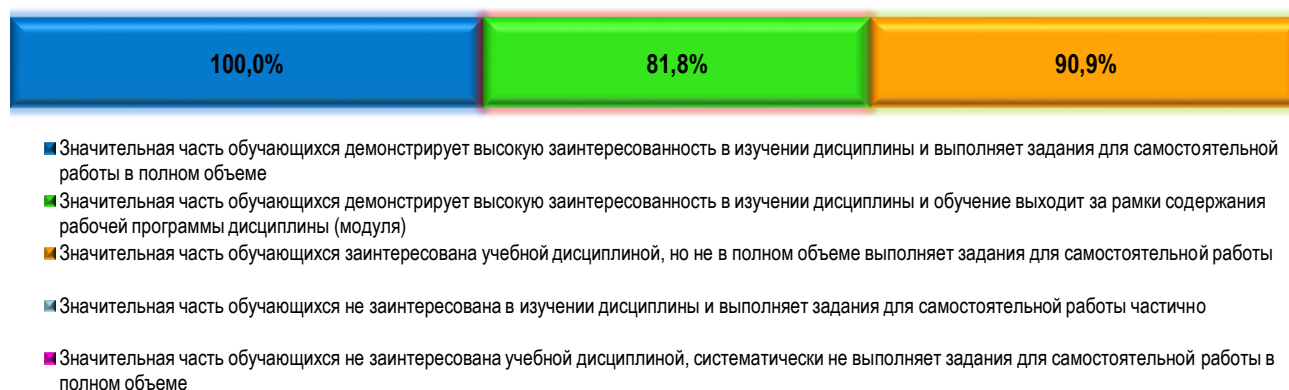 100,0% 81,8% 90,9%
Значительная часть обучающихся демонстрирует высокую заинтересованность в изучении дисциплины и выполняет задания для самостоятельной
работы в полном объеме
Значительная часть обучающихся демонстрирует высокую заинтересованность в изучении дисциплины и обучение выходит за рамки содержания
рабочей программы дисциплины (модуля)
Значительная часть обучающихся заинтересована учебной дисциплиной, но не в полном объеме выполняет задания для самостоятельной работы
Значительная часть обучающихся не заинтересована в изучении дисциплины и выполняет задания для самостоятельной работы частично
Значительная часть обучающихся не заинтересована учебной дисциплиной, систематически не выполняет задания для самостоятельной работы в
полном объеме